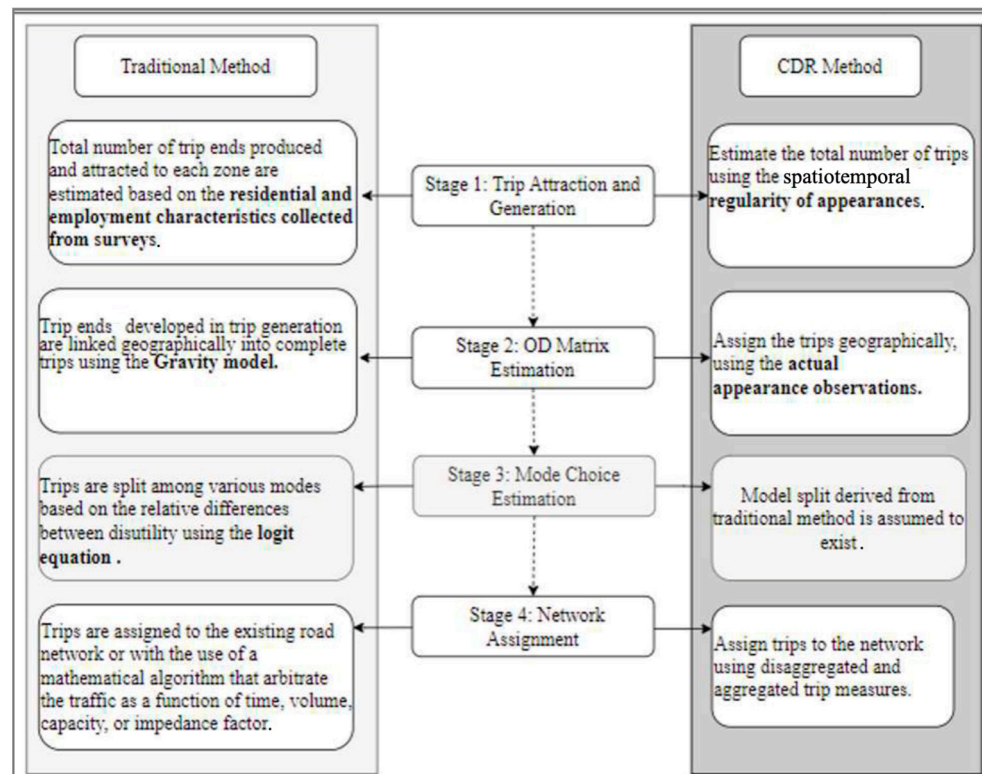 Traditional Method
CDR Method
Total number of trip ends produced
and attracted to each zone are
estimated based on the residential and
employment characteristics collected
from surveys.
Stage 1: Trip Attraction and
Generation
Estimate the total number of trips
using the spatiotemporal
regularity of appearances.
Trip ends developed in trip generation
are linked geographically into complete
trips using the Gravity model.
Stage 2: OD Matrix
Estimation
Assign the trips geographically,
using the actual
appearance observations.
Trips are split among various modes
based on the relative differences
between disutility using the logit
equation .
Stage 3: Mode Choice
Estimation
Model split derived from
traditional method is assumed to
exist .
Trips are assigned to the existing road
network or with the use of a
mathematical algorithm that arbitrate
the traffic as a function of time, volume,
capacity, or impedance factor.
Stage 4: Network
Assignment
Assign trips to the network
using disaggregated and
aggregated trip measures.